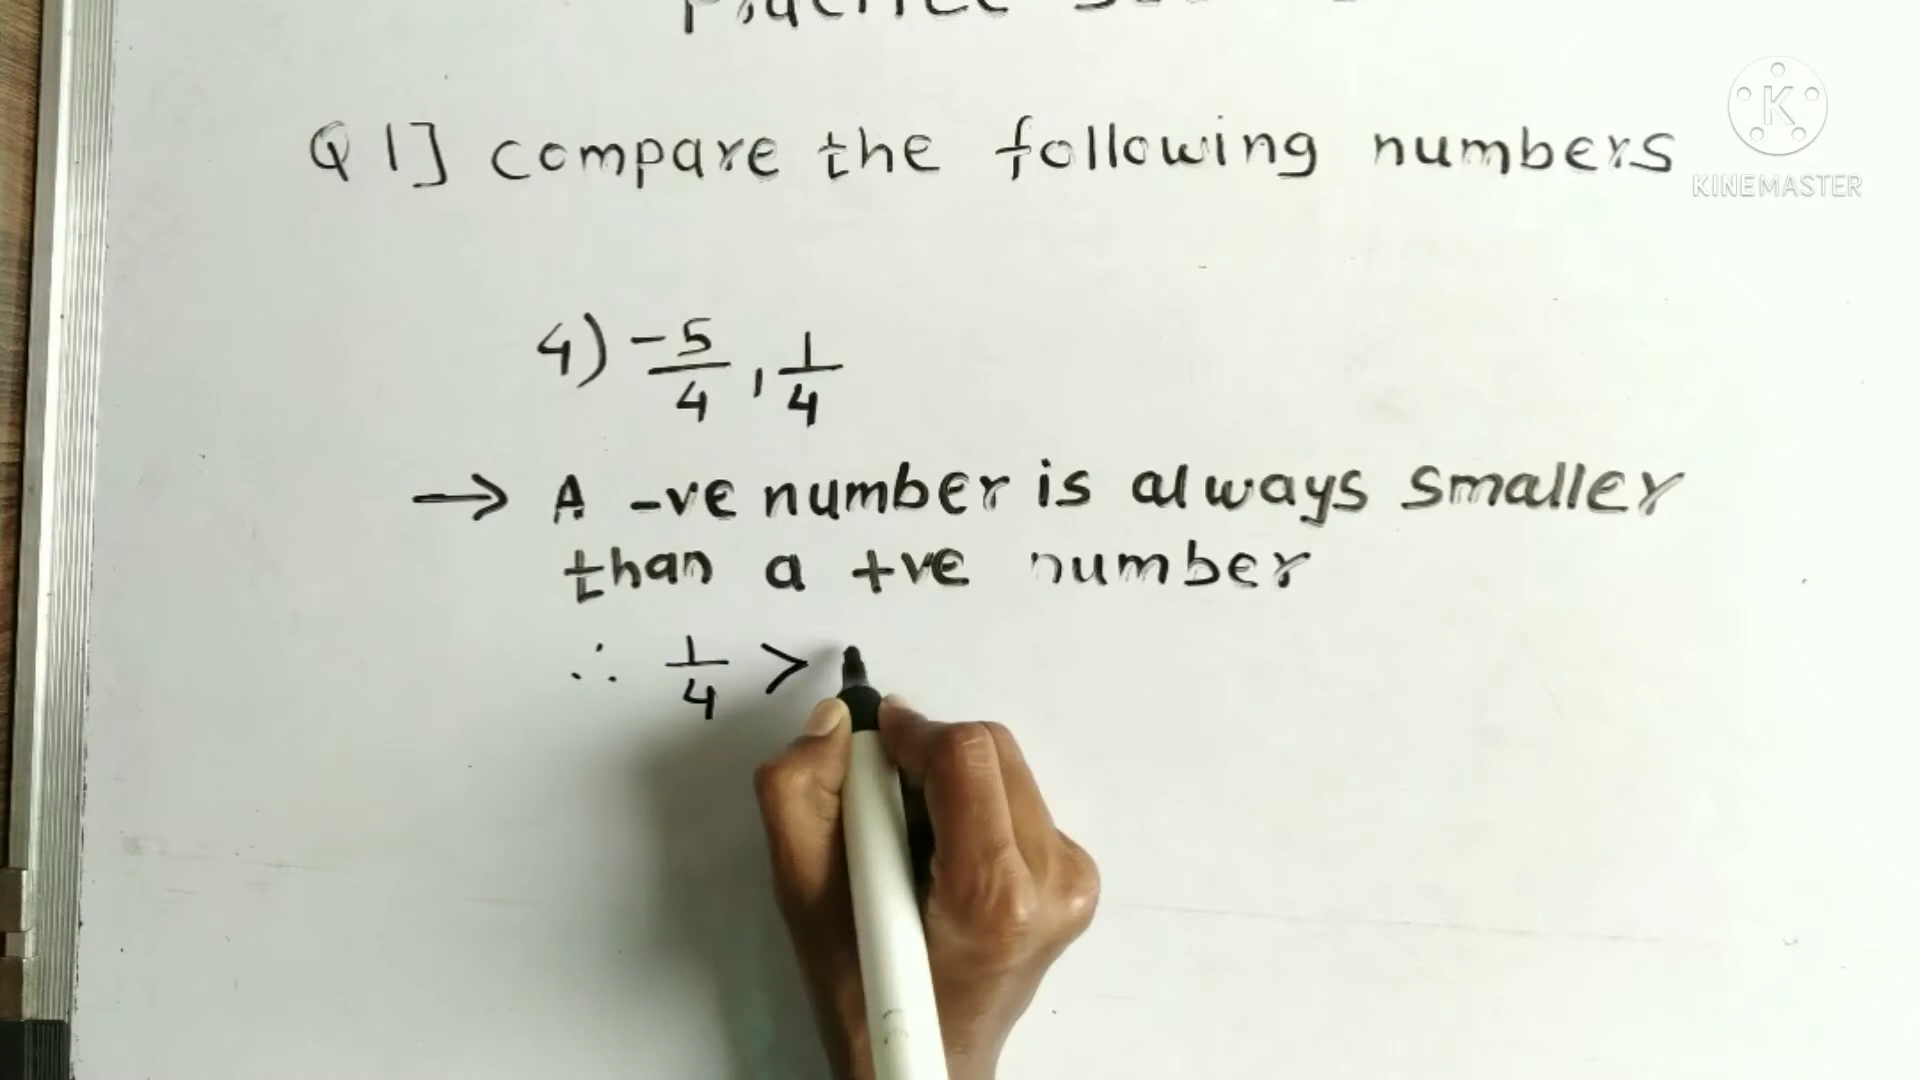 Practice
Q 1] compare the following numbers
KINEMASTER
4) -5/4 , 1/4
→ A -ve number is always smaller
than a +ve number
∴ 1/4 >